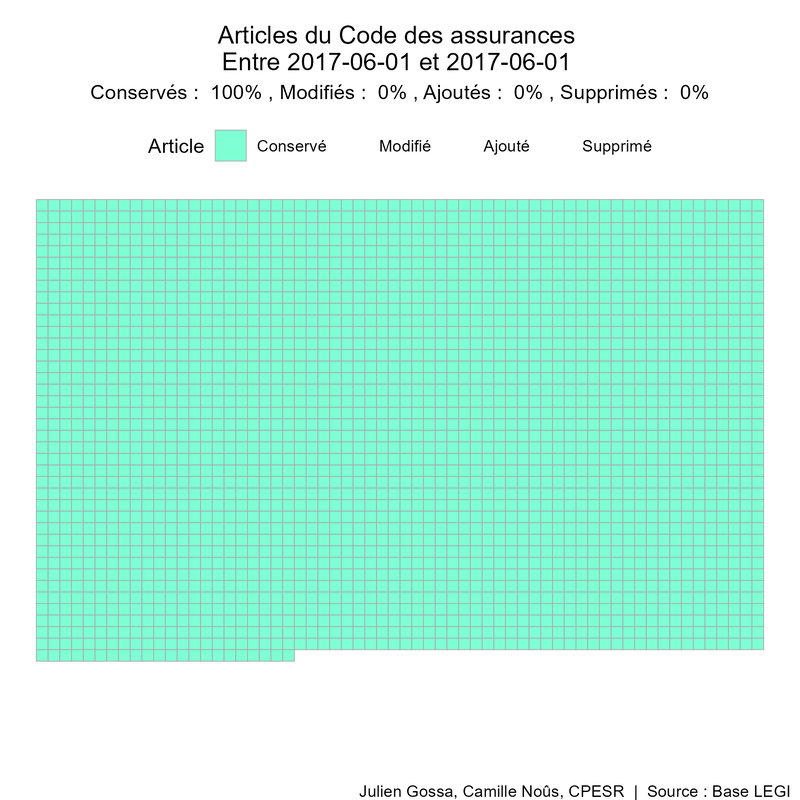 Articles du Code des assurances
Entre 2017-06-01 et 2017-06-01
Conservés :  100% , Modifiés :  0% , Ajoutés :  0% , Supprimés :  0%
Article Conservé Modifié Ajouté Supprimé
Julien Gossa, Camille Noûs, CPESR  |  Source : Base LEGI